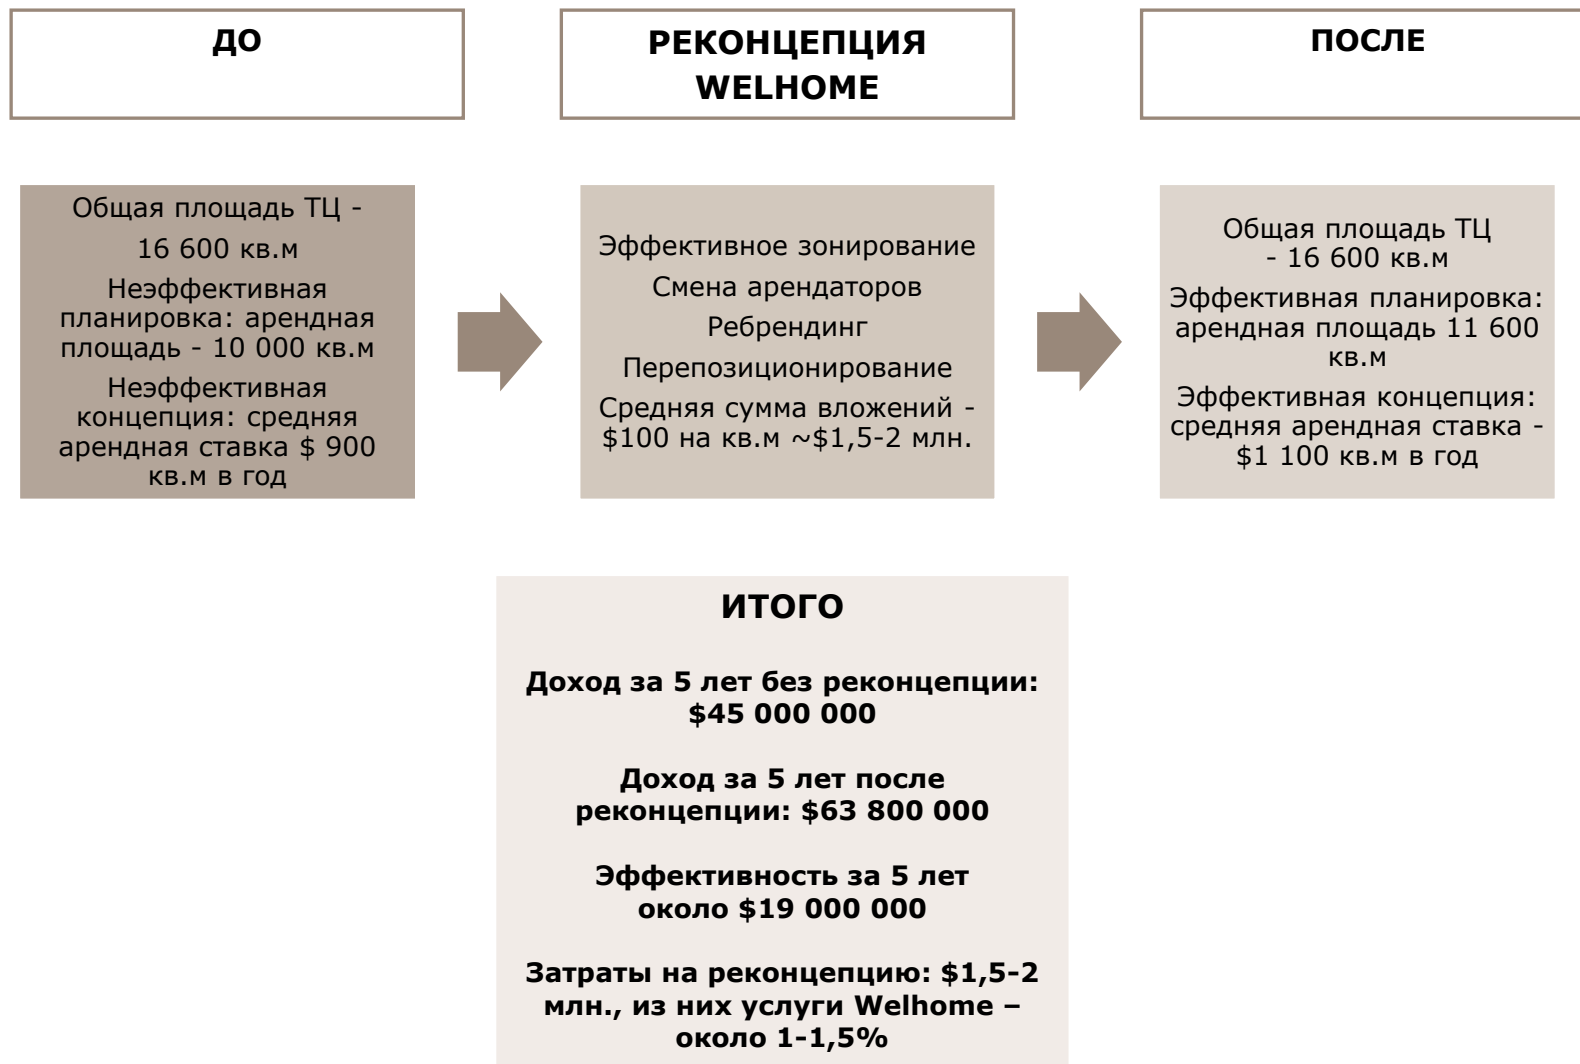 ДО
РЕКОНЦЕПЦИЯ
WELHOME
ПОСЛЕ
Общая площадь ТЦ -
16 600 кв.м
Неэффективная
планировка: арендная
площадь - 10 000 кв.м
Неэффективная
концепция: средняя
арендная ставка $ 900
кв.м в год
Эффективное зонирование
Смена арендаторов
Ребрендинг
Перепозиционирование
Средняя сумма вложений -
$100 на кв.м ~$1,5-2 млн.
Общая площадь ТЦ
- 16 600 кв.м
Эффективная планировка:
арендная площадь 11 600
кв.м
Эффективная концепция:
средняя арендная ставка -
$1 100 кв.м в год
ИТОГО
Доход за 5 лет без реконцепции:
$45 000 000
Доход за 5 лет после
реконцепции: $63 800 000
Эффективность за 5 лет
около $19 000 000
Затраты на реконцепцию: $1,5-2
млн., из них услуги Welhome –
около 1-1,5%